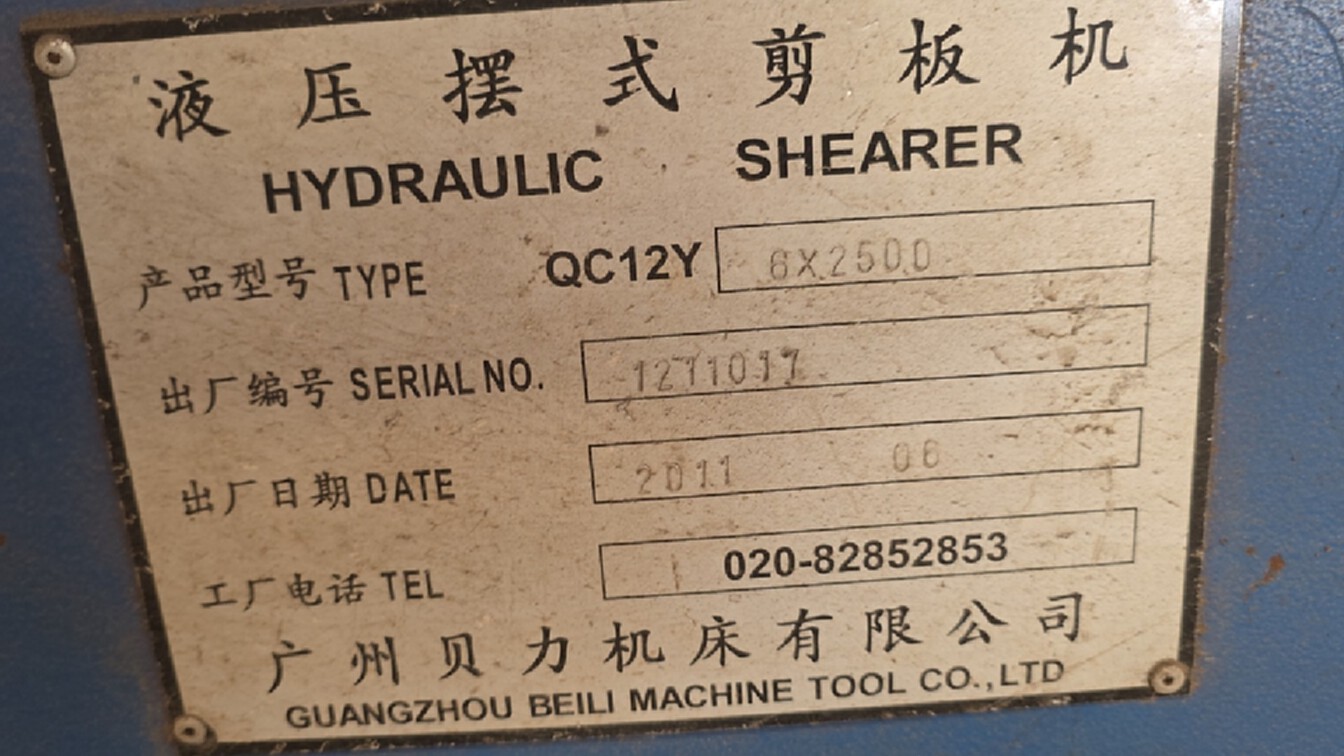 液压摆式剪板机
HYDRAULIC SHEARER
产品型号 TYPE QC12Y 6X2500
出厂编号 SERIAL NO. 1211017
出厂日期 DATE 2011 06
工厂电话 TEL 020-82852853
广州贝力机床有限公司
GUANGZHOU BEILI MACHINE TOOL CO.,LTD